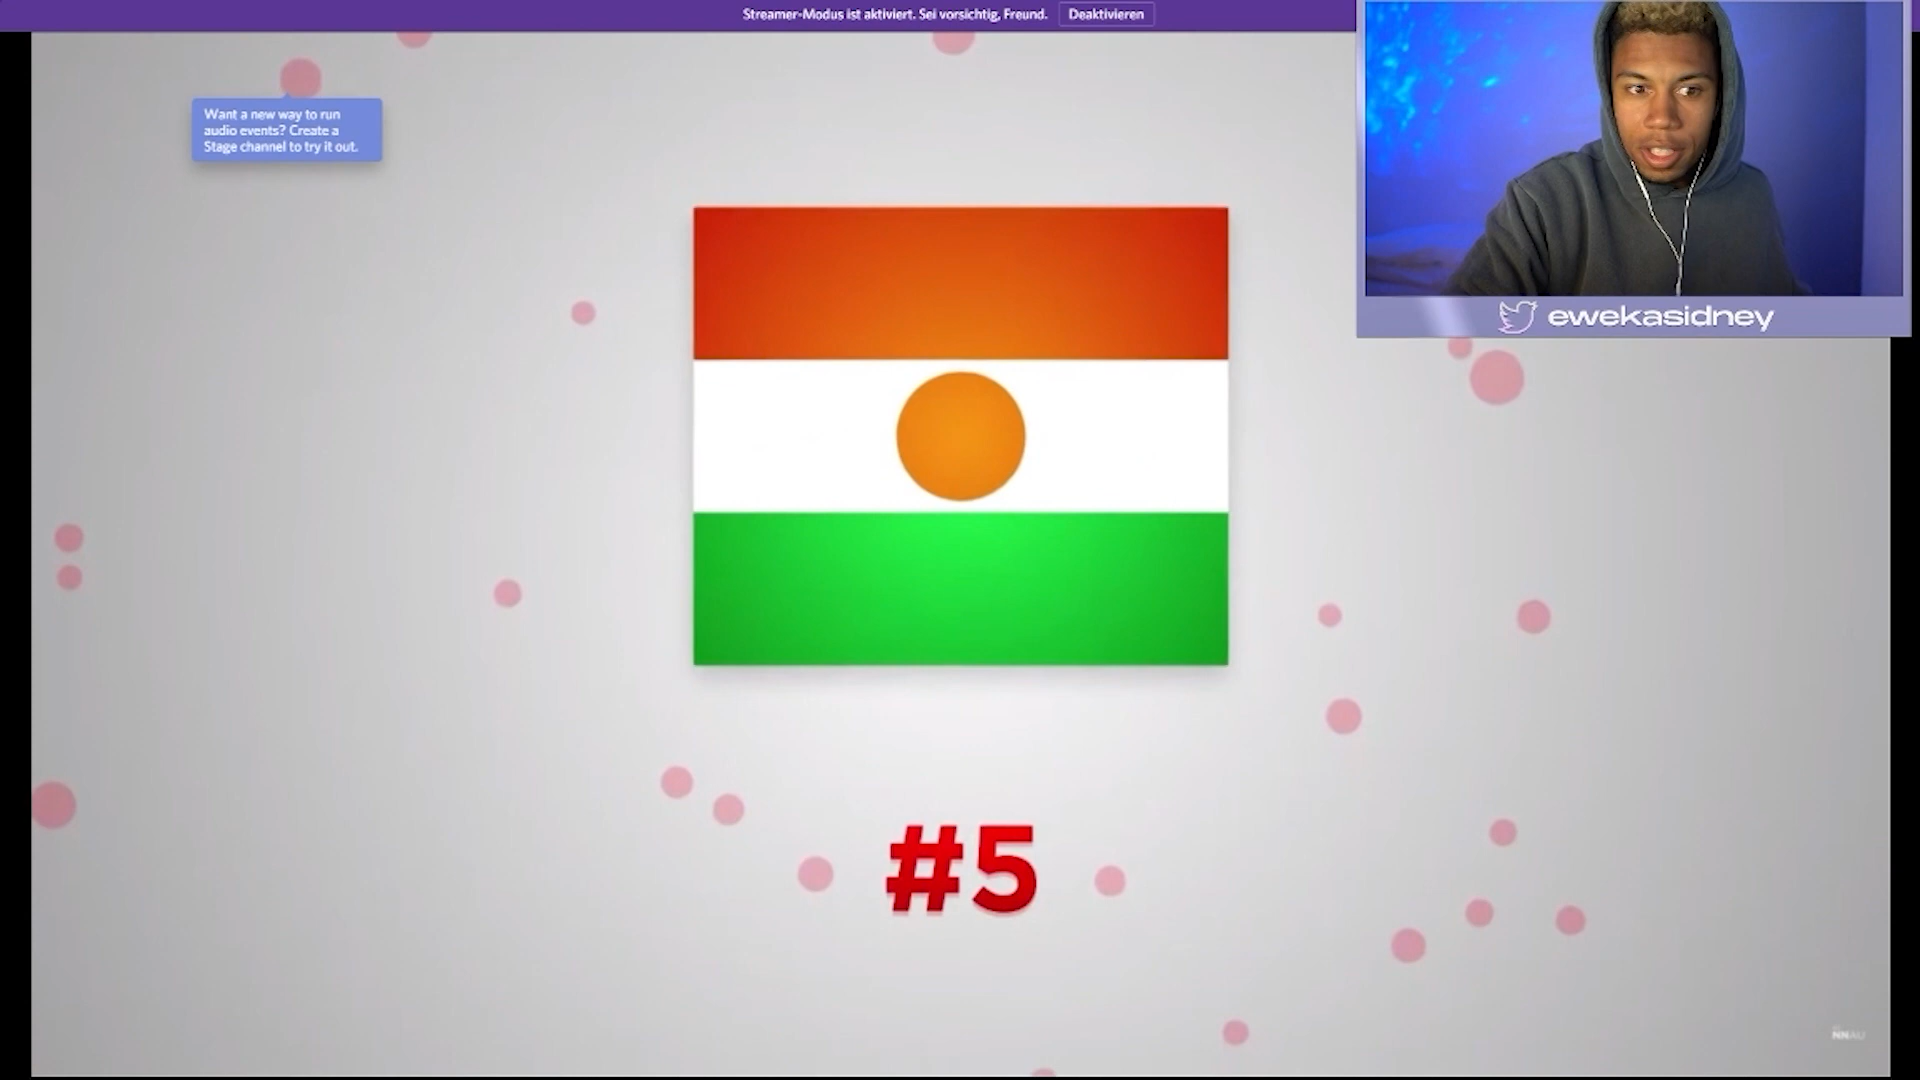 Streamer-Modus ist aktiviert. Sei vorsichtig, Freund. Deaktivieren
Want a new way to run
audio events? Create a
Stage channel to try it out.
ewekasidney
#5